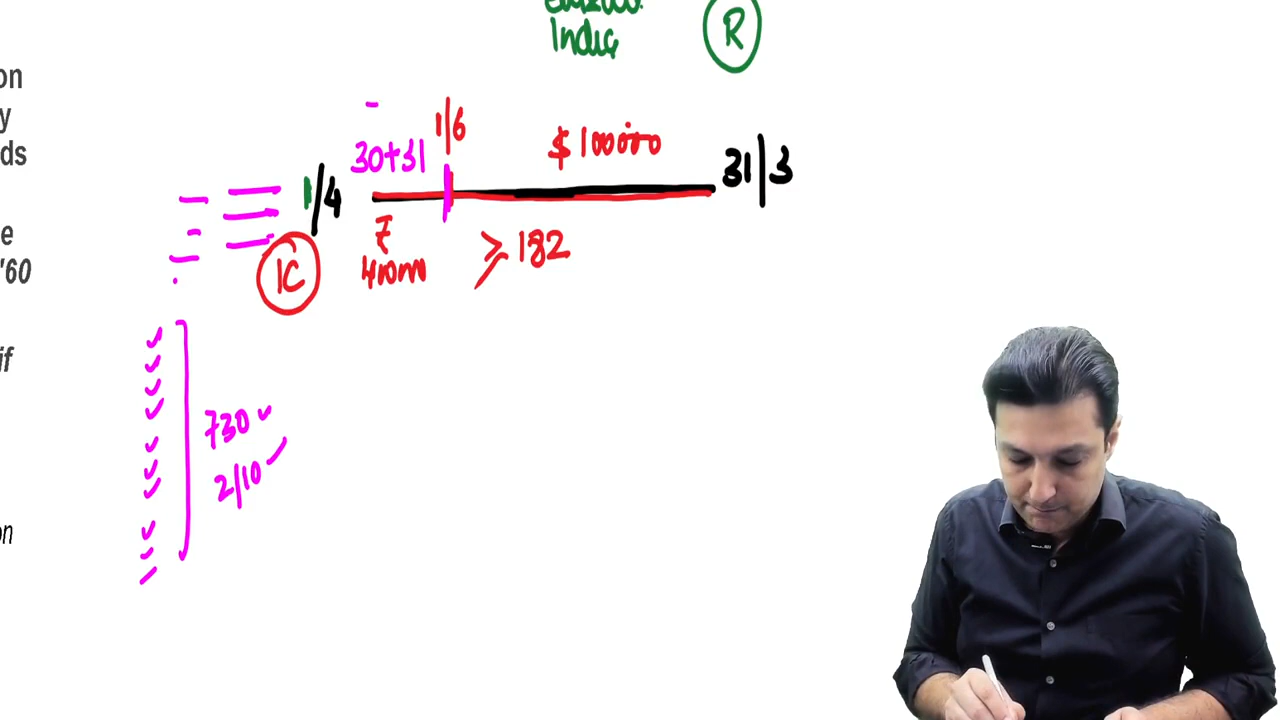 India
R
on
y
ds
e
'60
if
on
1/6
30+31
$ 100000
1/4
31/3
₹
≥ 182
IC
730
2/10